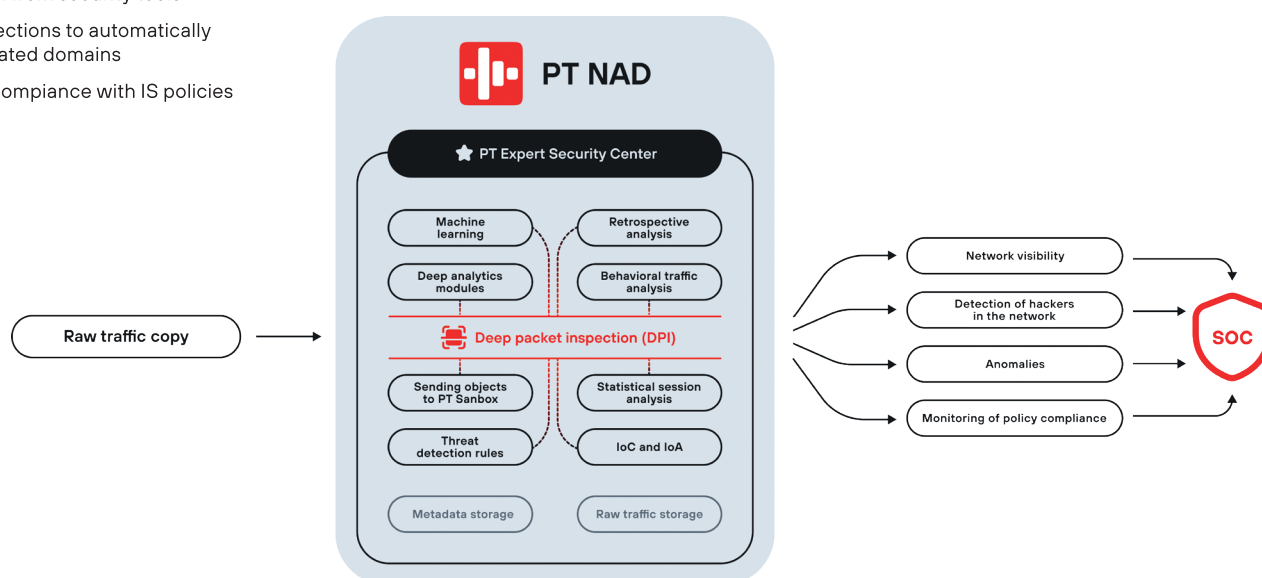 ections to automatically
ated domains
ompiance with IS policies
PT NAD
PT Expert Security Center
Machine
learning
Retrospective
analysis
Deep analytics
modules
Behavioral traffic
analysis
Deep packet inspection (DPI)
Sending objects
to PT Sanbox
Statistical session
analysis
Threat
detection rules
IoC and IoA
Metadata storage
Raw traffic storage
Raw traffic copy
Network visibility
Detection of hackers
in the network
Anomalies
Monitoring of policy compliance
SOC